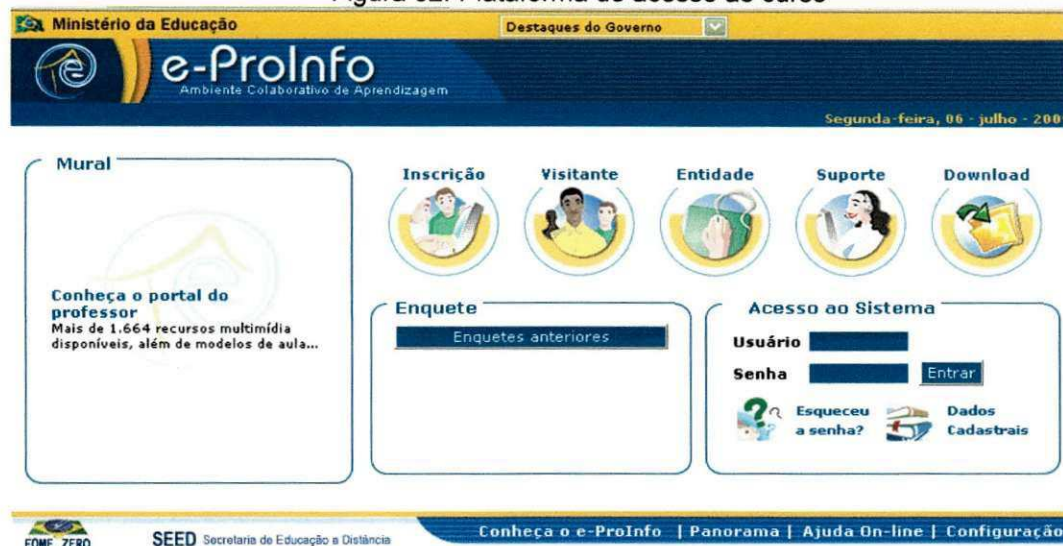 Ministério da Educação
Destaques do Governo
e-ProInfo
Ambiente Colaborativo de Aprendizagem
Segunda-feira, 06 - julho - 200
Mural
Conheça o portal do
professor
Mais de 1.664 recursos multimídia
disponíveis, além de modelos de aula...
Inscrição
Visitante
Entidade
Suporte
Download
Enquete
Enquetes anteriores
Acesso ao Sistema
Usuário
Senha
Entrar
Esqueceu
a senha?
Dados
Cadastrais
FOME ZERO
SEED Secretaria de Educação a Distância
Conheça o e-ProInfo | Panorama | Ajuda On-line | Configuração